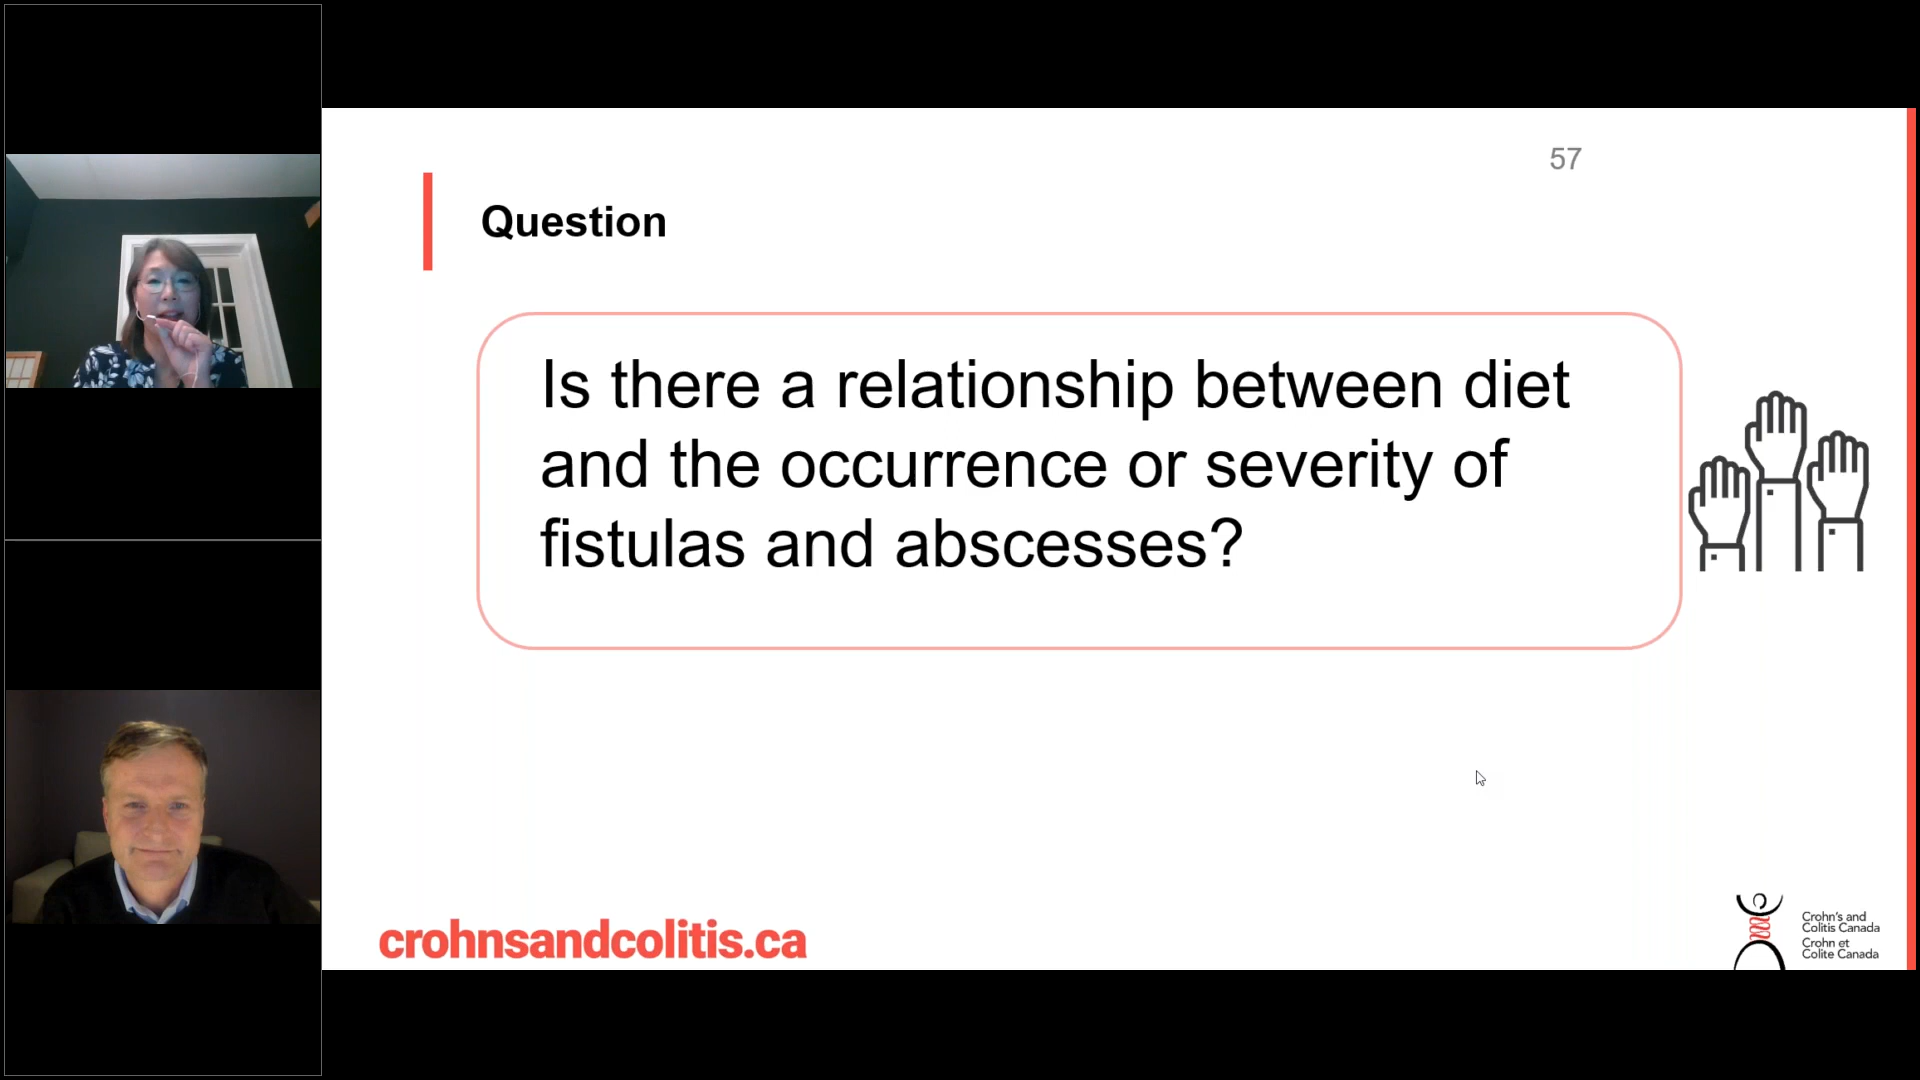 57
Question
Is there a relationship between diet
and the occurrence or severity of
fistulas and abscesses?
crohnsandcolitis.ca
Crohn's and
Colitis Canada
Crohn et
Colite Canada